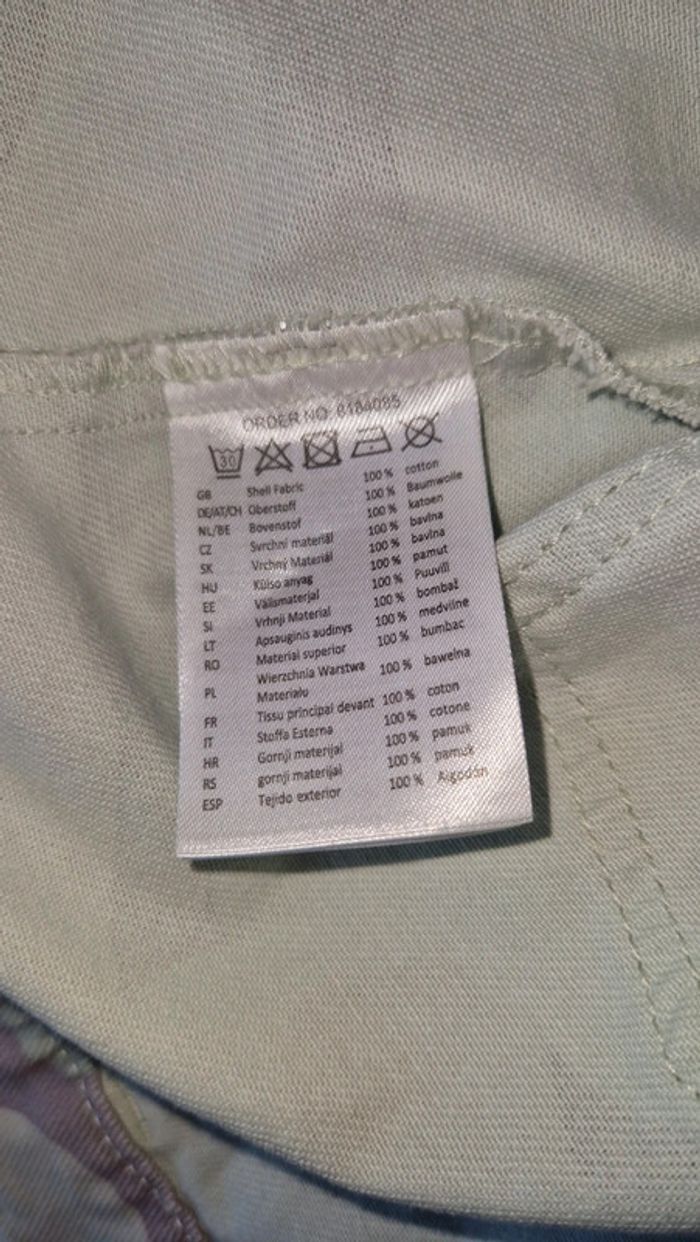 ORDER NO: 8184085
30
GB Shell Fabric 100 % cotton
DE/AT/CH Oberstoff 100 % Baumwolle
NL/BE Bovenstof 100 % katoen
CZ Svrchní materiál 100 % bavlna
SK Vrchný Materiál 100 % bavlna
HU Külso anyag 100 % pamut
EE Välismaterjal 100 % Puuvill
SI Vrhnji Material 100 % bombaž
LT Apsauginis audinys 100 % medvilne
RO Material superior 100 % bumbac
PL Wierzchnia Warstwa 100 % bawełna
Materiału
FR Tissu principal devant 100 % coton
IT Stoffa Esterna 100 % cotone
HR Gornji materijal 100 % pamuk
RS gornji materijal 100 % pamuk
ESP Tejido exterior 100 % Algodón